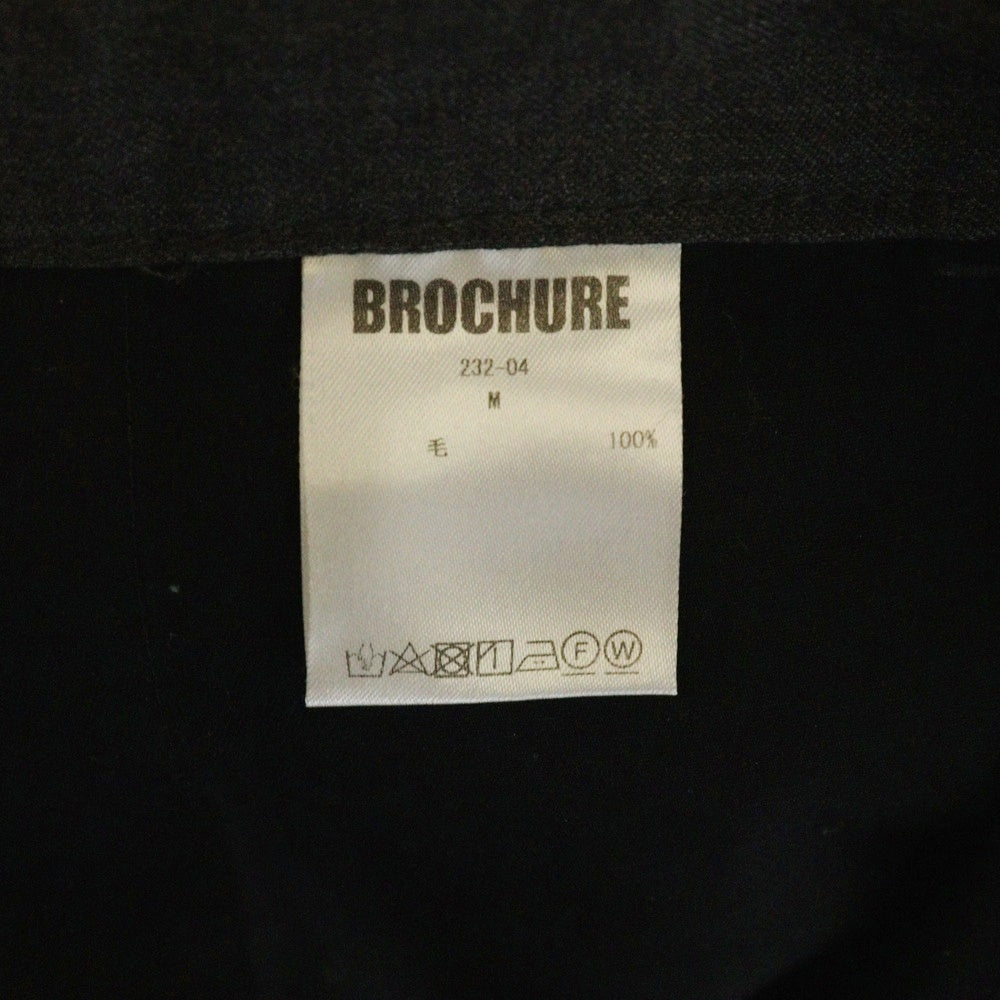 BROCHURE
232-04
M
毛 100%
F W